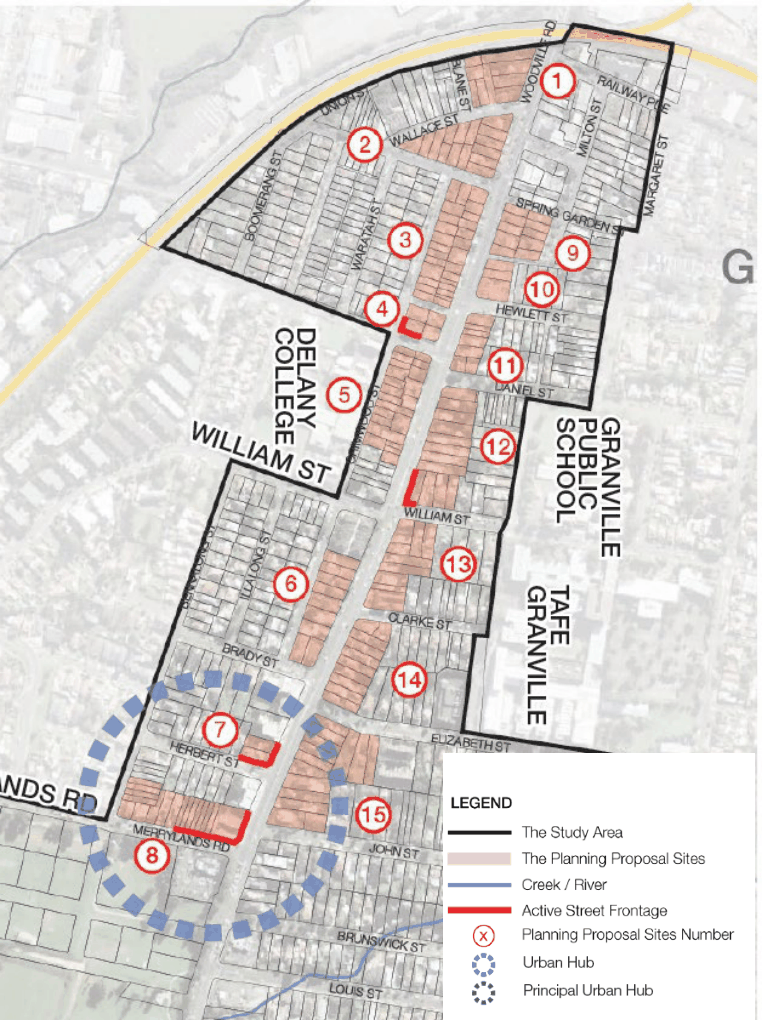 WOODVILLE RD
BLANE ST
1
RAILWAY PDE
UNION ST
WALLACE ST
MILTON ST
2
MARGARET ST
BOOMERANG ST
WARATAH ST
SPRING GARDEN S
3
9
G
10
4
HEWLETT ST
DELANY
COLLEGE
11
5
DANIEL ST
WILLIAM ST
12
GRANVILLE
PUBLIC
SCHOOL
WILLIAM ST
13
6
CLARKE ST
TAFE
GRANVILLE
BRADY ST
14
7
HERBERT ST
ELIZABETH ST
ANDS RD
15
MERRYLANDS RD
8
JOHN ST
BRUNSWICK ST
LOUIS ST
LEGEND
The Study Area
The Planning Proposal Sites
Creek / River
Active Street Frontage
X Planning Proposal Sites Number
Urban Hub
Principal Urban Hub